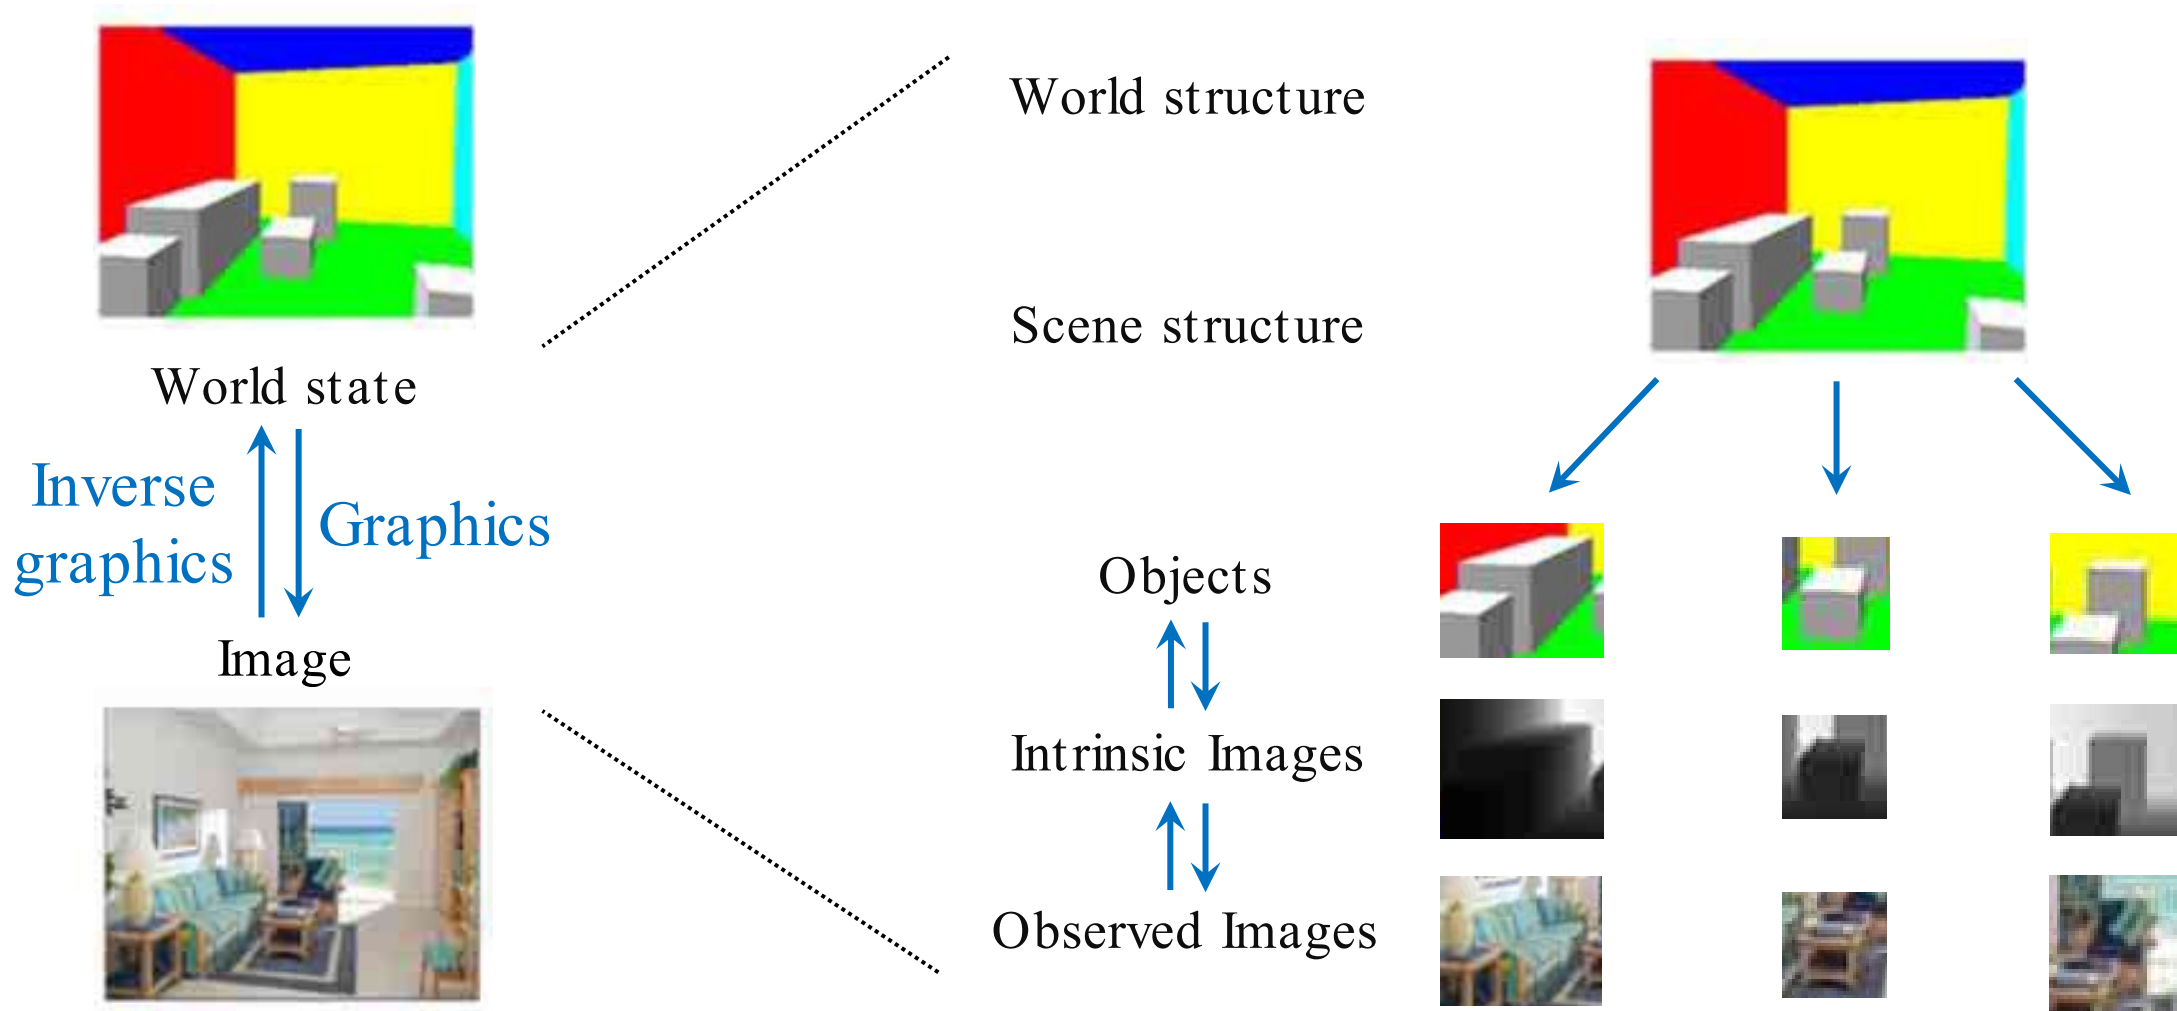 World state
Inverse
graphics
Graphics
Image
World structure
Scene structure
Objects
Intrinsic Images
Observed Images